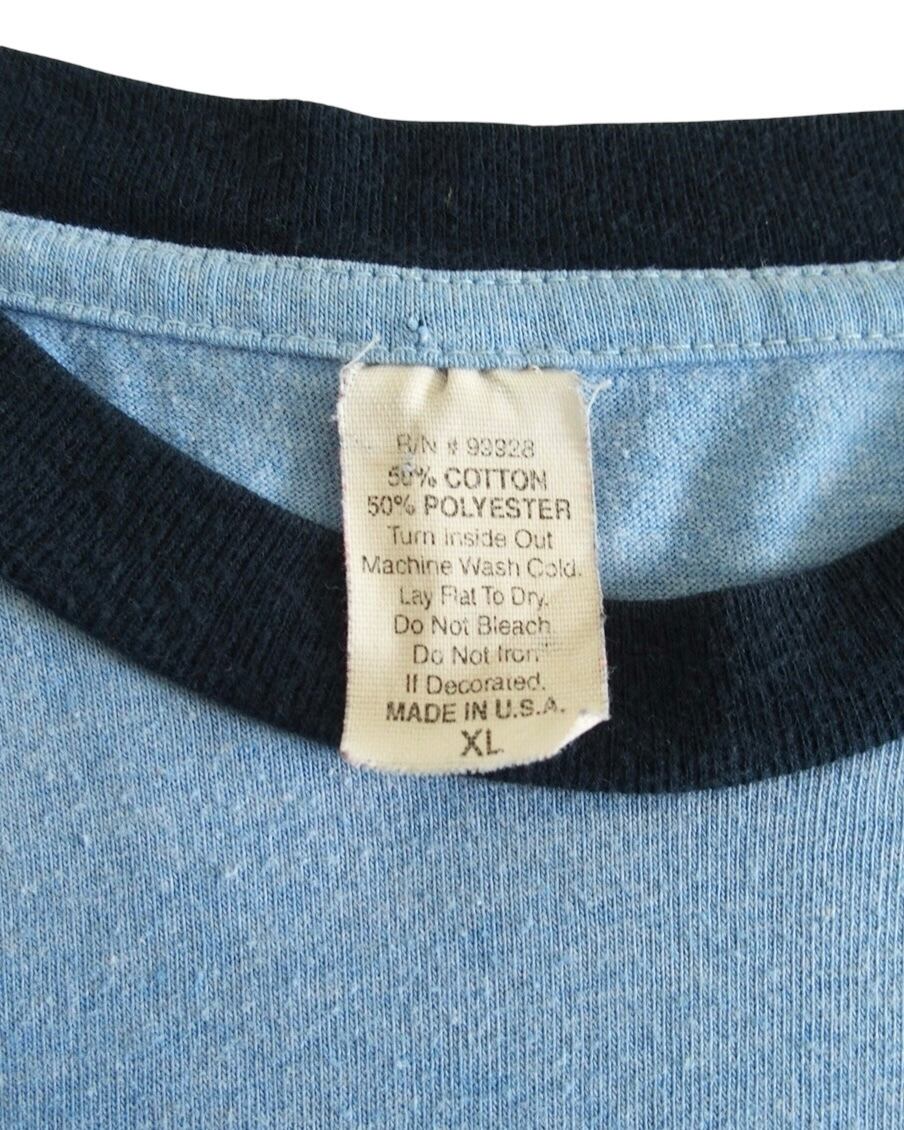 R/N # 99928
50% COTTON
50% POLYESTER
Turn Inside Out
Machine Wash Cold.
Lay Flat To Dry.
Do Not Bleach
Do Not Iron
If Decorated.
MADE IN U.S.A.
XL